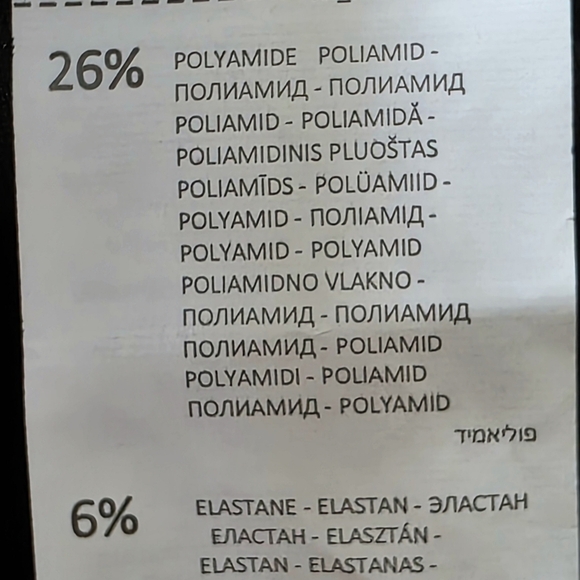 26% POLYAMIDE POLIAMID -
ПОЛИАМИД - ПОЛИАМИД
POLIAMID - POLIAMIDĂ -
POLIAMIDINIS PLUOŠTAS
POLIAMĪDS - POLÜAMIID -
POLYAMID - ПОЛІАМІД -
POLYAMID - POLYAMID
POLIAMIDNO VLAKNO -
ПОЛИАМИД - ПОЛИАМИД
ПОЛИАМИД - POLIAMID
POLYAMIDI - POLIAMID
ПОЛИАМИД - POLYAMID
פוליאמיד
6% ELASTANE - ELASTAN - ЭЛАСТАН
ЕЛАСТАН - ELASZTÁN -
ELASTAN - ELASTANAS -